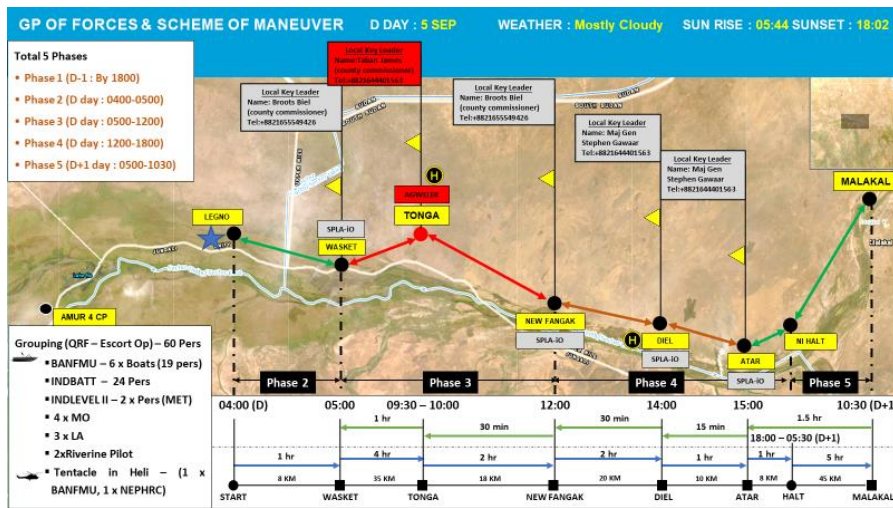 GP OF FORCES & SCHEME OF MANEUVER D DAY : 5 SEP WEATHER : Mostly Cloudy SUN RISE : 05:44 SUNSET : 18:02
Total 5 Phases
• Phase 1 (D-1 : By 1800)
• Phase 2 (D day : 0400-0500)
• Phase 3 (D day : 0500-1200)
• Phase 4 (D day : 1200-1800)
• Phase 5 (D+1 day : 0500-1030)
Local Key Leader
(county commissioner)
Tel:+8821644401563
Local Key Leader
Name: Broots Biel
(county commissioner)
Tel:+8821655549426
Local Key Leader
Name: Broots Biel
(county commissioner)
Tel:+8821655549426
Local Key Leader
Name: Maj Gen
Stephen Gawaar
Tel:+8821644401563
Local Key Leader
Name: Maj Gen
Stephen Gawaar
Tel:+8821644401563
SUDAN
SOUTH SUDAN
SUDAN
SOUTH SUDAN
H
AGWELEK
TONGA
MALAKAL
LEGNO
SPLA-iO
WASKET
AMUR 4 CP
NEW FANGAK
SPLA-iO
H
DIEL
SPLA-iO
ATAR
SPLA-iO
NI HALT
Grouping (QRF – Escort Op) – 60 Pers
▪ BANFMU – 6 x Boats (19 pers)
▪ INDBATT – 24 Pers
▪ INDLEVEL II – 2 x Pers (MET)
▪ 4 x MO
▪ 3 x LA
▪ 2xRiverine Pilot
▪ Tentacle in Heli – (1 x
BANFMU, 1 x NEPHRC)
Phase 2 Phase 3 Phase 4 Phase 5
04:00 (D) 05:00 09:30 – 10:00 12:00 14:00 15:00 10:30 (D+1)
1 hr 30 min 30 min 15 min 1.5 hr
18:00 – 05:30 (D+1)
1 hr 4 hr 2 hr 2 hr 1 hr 1 hr 5 hr
8 KM 35 KM 18 KM 20 KM 10 KM 8 KM 45 KM
START WASKET TONGA NEW FANGAK DIEL ATAR HALT MALAKAL